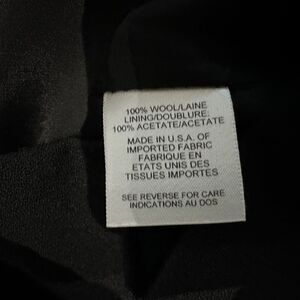 100% WOOL/LAINE
LINING/DOUBLURE:
100% ACETATE/ACETATE
MADE IN U.S.A. OF
IMPORTED FABRIC
FABRIQUE EN
ETATS UNIS DES
TISSUES IMPORTES
SEE REVERSE FOR CARE
INDICATIONS AU DOS